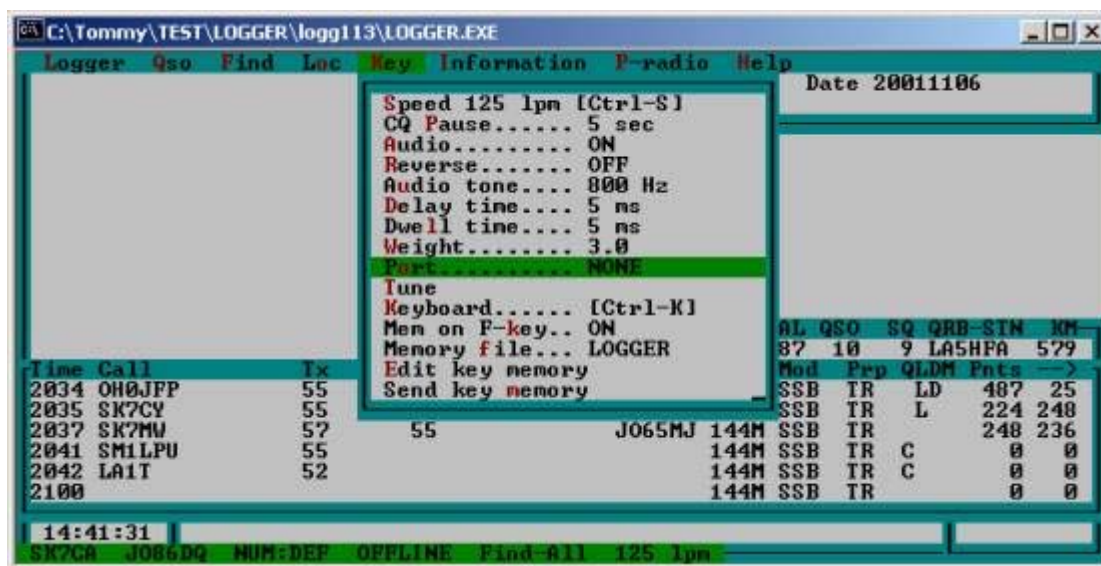 C:\Tommy\TEST\LOGGER\logg113\LOGGER.EXE
Logger Qso Find Loc Key Information P-radio Help
Date 20011106
Speed 125 lpm [Ctrl-S]
CQ Pause...... 5 sec
Audio......... ON
Reverse....... OFF
Audio tone.... 800 Hz
Delay time.... 5 ms
Dwell time.... 5 ms
Weight........ 3.0
Port.......... NONE
Tune
Keyboard...... [Ctrl-K]
Mem on F-key.. ON
Memory file... LOGGER
Edit key memory
Send key memory
AL QSO SQ QRB-STN KM
87 10 9 LA5HFA 579
Time Call Tx Mod Prp QLDM Pnts -->
2034 OH0JFP 55 SSB TR LD 487 25
2035 SK7CY 55 SSB TR L 224 248
2037 SK7MW 57 55 JO65MJ 144M SSB TR 248 236
2041 SM1LPU 55 144M SSB TR C 0 0
2042 LA1T 52 144M SSB TR C 0 0
2100 144M SSB TR 0 0
14:41:31
SK7CA JO86DQ NUM:DEF OFFLINE Find-All 125 lpm